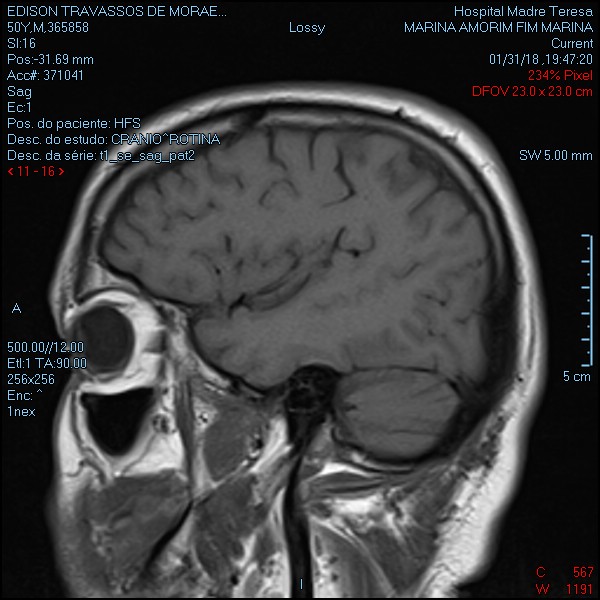 EDISON TRAVASSOS DE MORAE...
50Y,M,365858
Sl:16
Pos:-31.69 mm
Acc#: 371041
Sag
Ec:1
Pos. do paciente: HFS
Desc. do estudo: CRANIO^ROTINA
Desc. da série: t1_se_sag_pat2
< 11 - 16 >
Lossy
Hospital Madre Teresa
MARINA AMORIM FIM MARINA
Current
01/31/18 ,19:47:20
234% Pixel
DFOV 23.0 x 23.0 cm
SW 5.00 mm
A
500.00//12.00
Etl:1 TA:90.00
256x256
Enc: ^
1nex
5 cm
I
C 567
W 1191